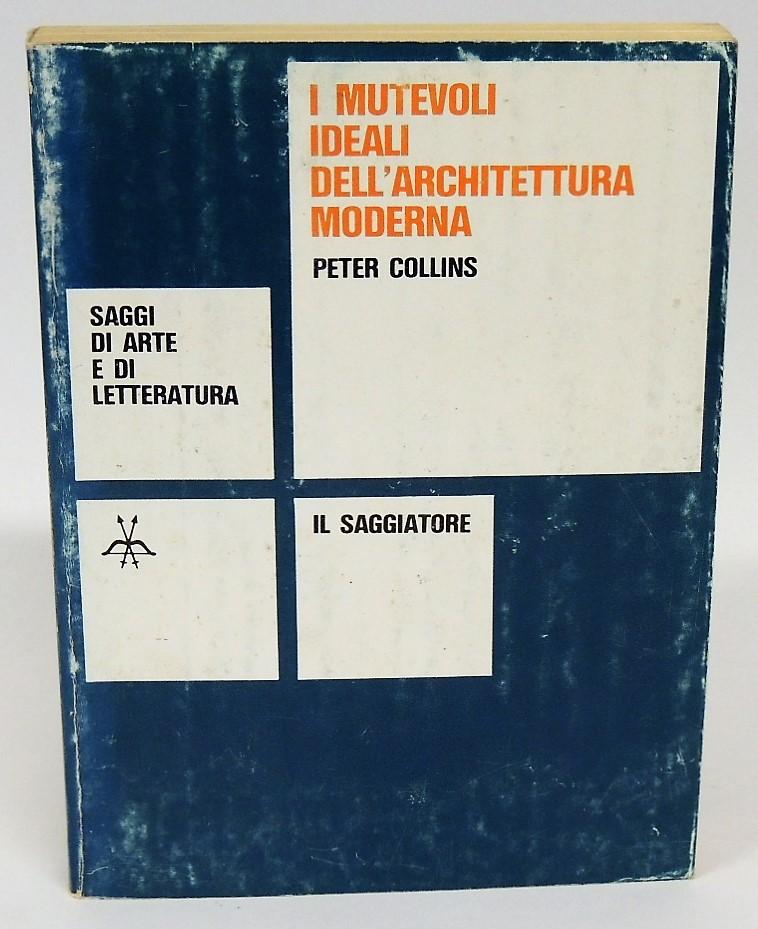 I MUTEVOLI
IDEALI
DELL'ARCHITETTURA
MODERNA
PETER COLLINS
SAGGI
DI ARTE
E DI
LETTERATURA
IL SAGGIATORE